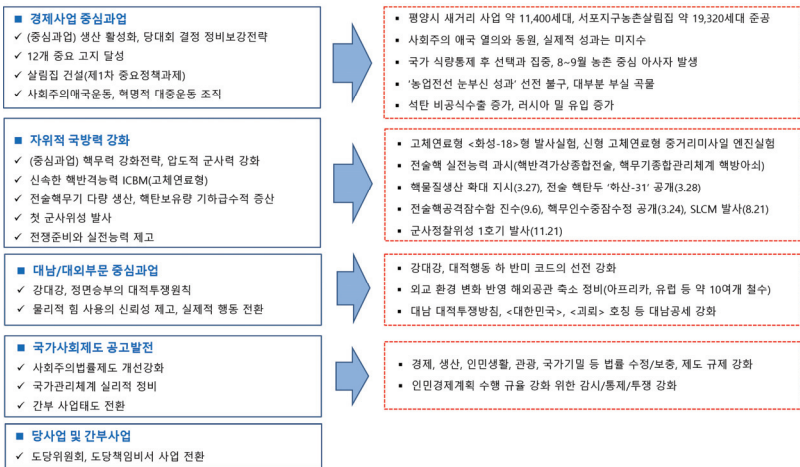 ■ 경제사업 중심과업
✓ (중심과업) 생산 활성화, 당대회 결정 정비보강전략
✓ 12개 중요 고지 달성
✓ 살림집 건설(제1차 중요정책과제)
✓ 사회주의애국운동, 혁명적 대중운동 조직
▪ 평양시 새거리 사업 약 11,400세대, 서포지구농촌살림집 약 19,320세대 준공
▪ 사회주의 애국 열의와 동원, 실제적 성과는 미지수
▪ 국가 식량통제 후 선택과 집중, 8~9월 농촌 중심 아사자 발생
▪ '농업전선 눈부신 성과' 선전 불구, 대부분 부실 곡물
▪ 석탄 비공식수출 증가, 러시아 밀 유입 증가
■ 자위적 국방력 강화
✓ (중심과업) 핵무력 강화전략, 압도적 군사력 강화
✓ 신속한 핵반격능력 ICBM(고체연료형)
✓ 전술핵무기 다량 생산, 핵탄보유량 기하급수적 증산
✓ 첫 군사위성 발사
✓ 전쟁준비와 실전능력 제고
▪ 고체연료형 <화성-18>형 발사실험, 신형 고체연료형 중거리미사일 엔진실험
▪ 전술핵 실전능력 과시(핵반격가상종합전술, 핵무기종합관리체계 핵방아쇠)
▪ 핵물질생산 확대 지시(3.27), 전술 핵탄두 '화산-31' 공개(3.28)
▪ 전술핵공격잠수함 진수(9.6), 핵무인수중잠수정 공개(3.24), SLCM 발사(8.21)
▪ 군사정찰위성 1호기 발사(11.21)
■ 대남/대외부문 중심과업
✓ 강대강, 정면승부의 대적투쟁원칙
✓ 물리적 힘 사용의 신뢰성 제고, 실제적 행동 전환
▪ 강대강, 대적행동 하 반미 코드의 선전 강화
▪ 외교 환경 변화 반영 해외공관 축소 정비(아프리카, 유럽 등 약 10여개 철수)
▪ 대남 대적투쟁방침, <대한민국>, <괴뢰> 호칭 등 대남공세 강화
■ 국가사회제도 공고발전
✓ 사회주의법률제도 개선강화
✓ 국가관리체계 실리적 정비
✓ 간부 사업태도 전환
▪ 경제, 생산, 인민생활, 관광, 국가기밀 등 법률 수정/보충, 제도 규제 강화
▪ 인민경제계획 수행 규율 강화 위한 감시/통제/투쟁 강화
■ 당사업 및 간부사업
✓ 도당위원회, 도당책임비서 사업 전환